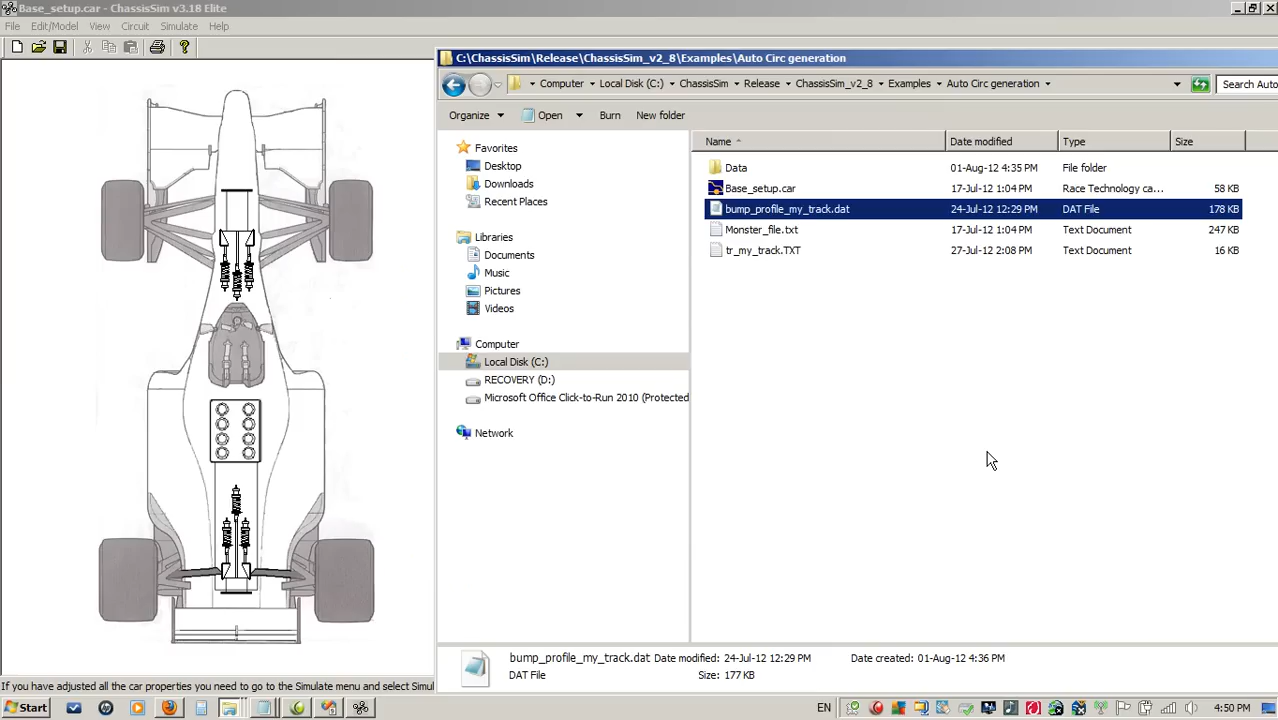 Base_setup.car - ChassisSim v3.18 Elite
File Edit/Model View Circuit Simulate Help
C:\ChassisSim\Release\ChassisSim_v2_8\Examples\Auto Circ generation
Computer Local Disk (C:) ChassisSim Release ChassisSim_v2_8 Examples Auto Circ generation Search Auto
Organize Open Burn New folder
Name Date modified Type Size
Favorites
Desktop
Downloads
Recent Places
Libraries
Documents
Music
Pictures
Videos
Computer
Local Disk (C:)
RECOVERY (D:)
Microsoft Office Click-to-Run 2010 (Protected
Network
Data 01-Aug-12 4:35 PM File folder
Base_setup.car 17-Jul-12 1:04 PM Race Technology ca... 58 KB
bump_profile_my_track.dat 24-Jul-12 12:29 PM DAT File 178 KB
Monster_file.txt 17-Jul-12 1:04 PM Text Document 247 KB
tr_my_track.TXT 27-Jul-12 2:08 PM Text Document 16 KB
bump_profile_my_track.dat Date modified: 24-Jul-12 12:29 PM Date created: 01-Aug-12 4:36 PM
DAT File Size: 177 KB
If you have adjusted all the car properties you need to go to the Simulate menu and select Simul
Start EN 4:50 PM